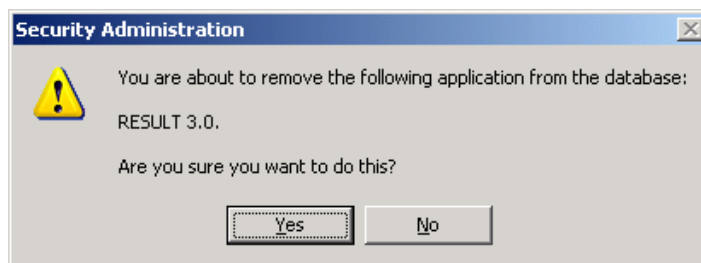 Security Administration
You are about to remove the following application from the database:
RESULT 3.0.
Are you sure you want to do this?
Yes No